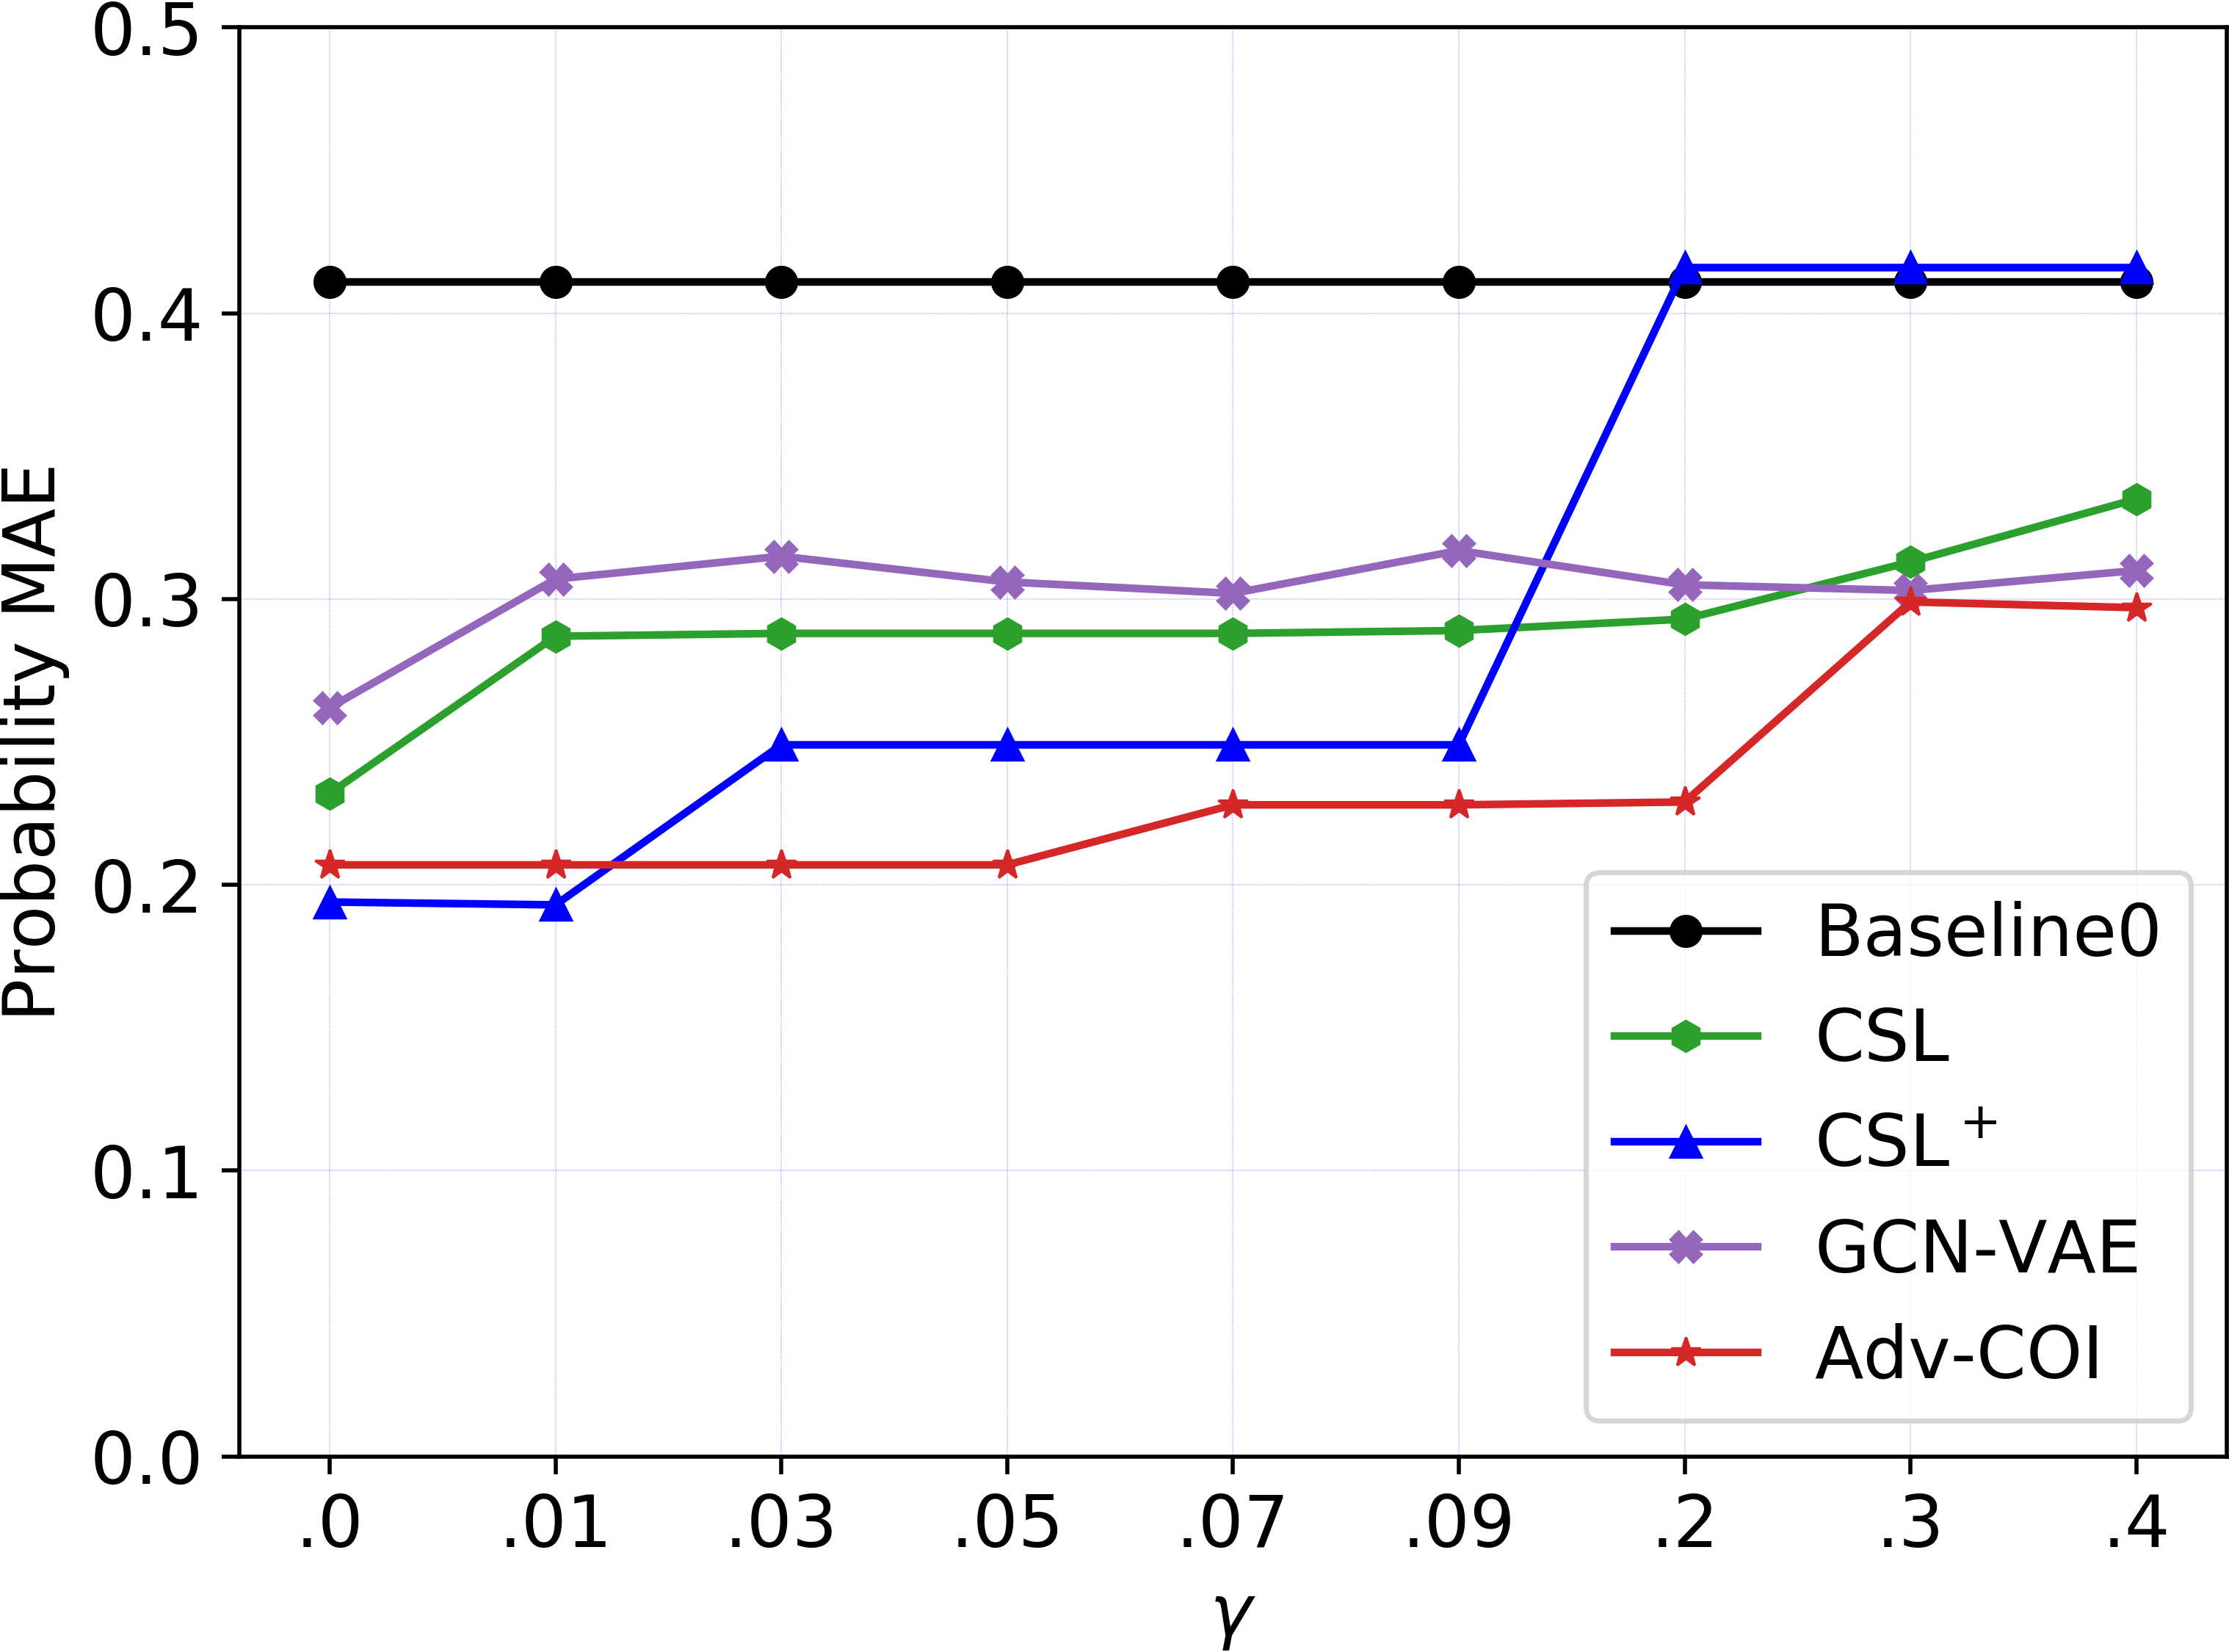 0.5
0.4
0.3
0.2
0.1
0.0
Probability MAE
.0 .01 .03 .05 .07 .09 .2 .3 .4
γ
Baseline0
CSL
CSL⁺
GCN-VAE
Adv-COI